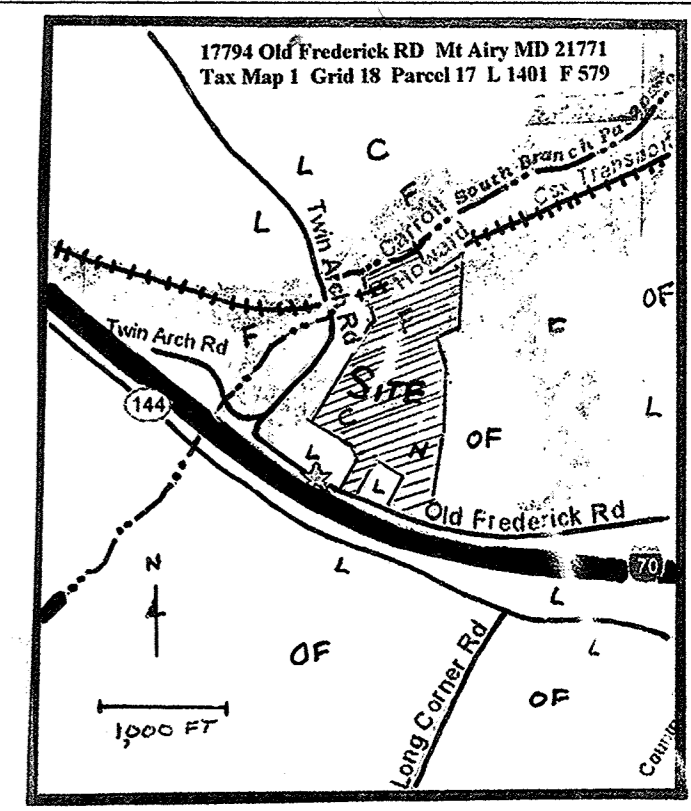 17794 Old Frederick RD Mt Airy MD 21771
Tax Map 1 Grid 18 Parcel 17 L 1401 F 579
C
L
L
F
South Branch
Csx Transpor
Carroll
Howard
Twin Arch Rd
OF
F
F
F
Twin Arch Rd
SITE
144
C
L
N
OF
L
L
Old Frederick Rd
70
L
L
L
N
OF
OF
Long Corner Rd
1,000 FT